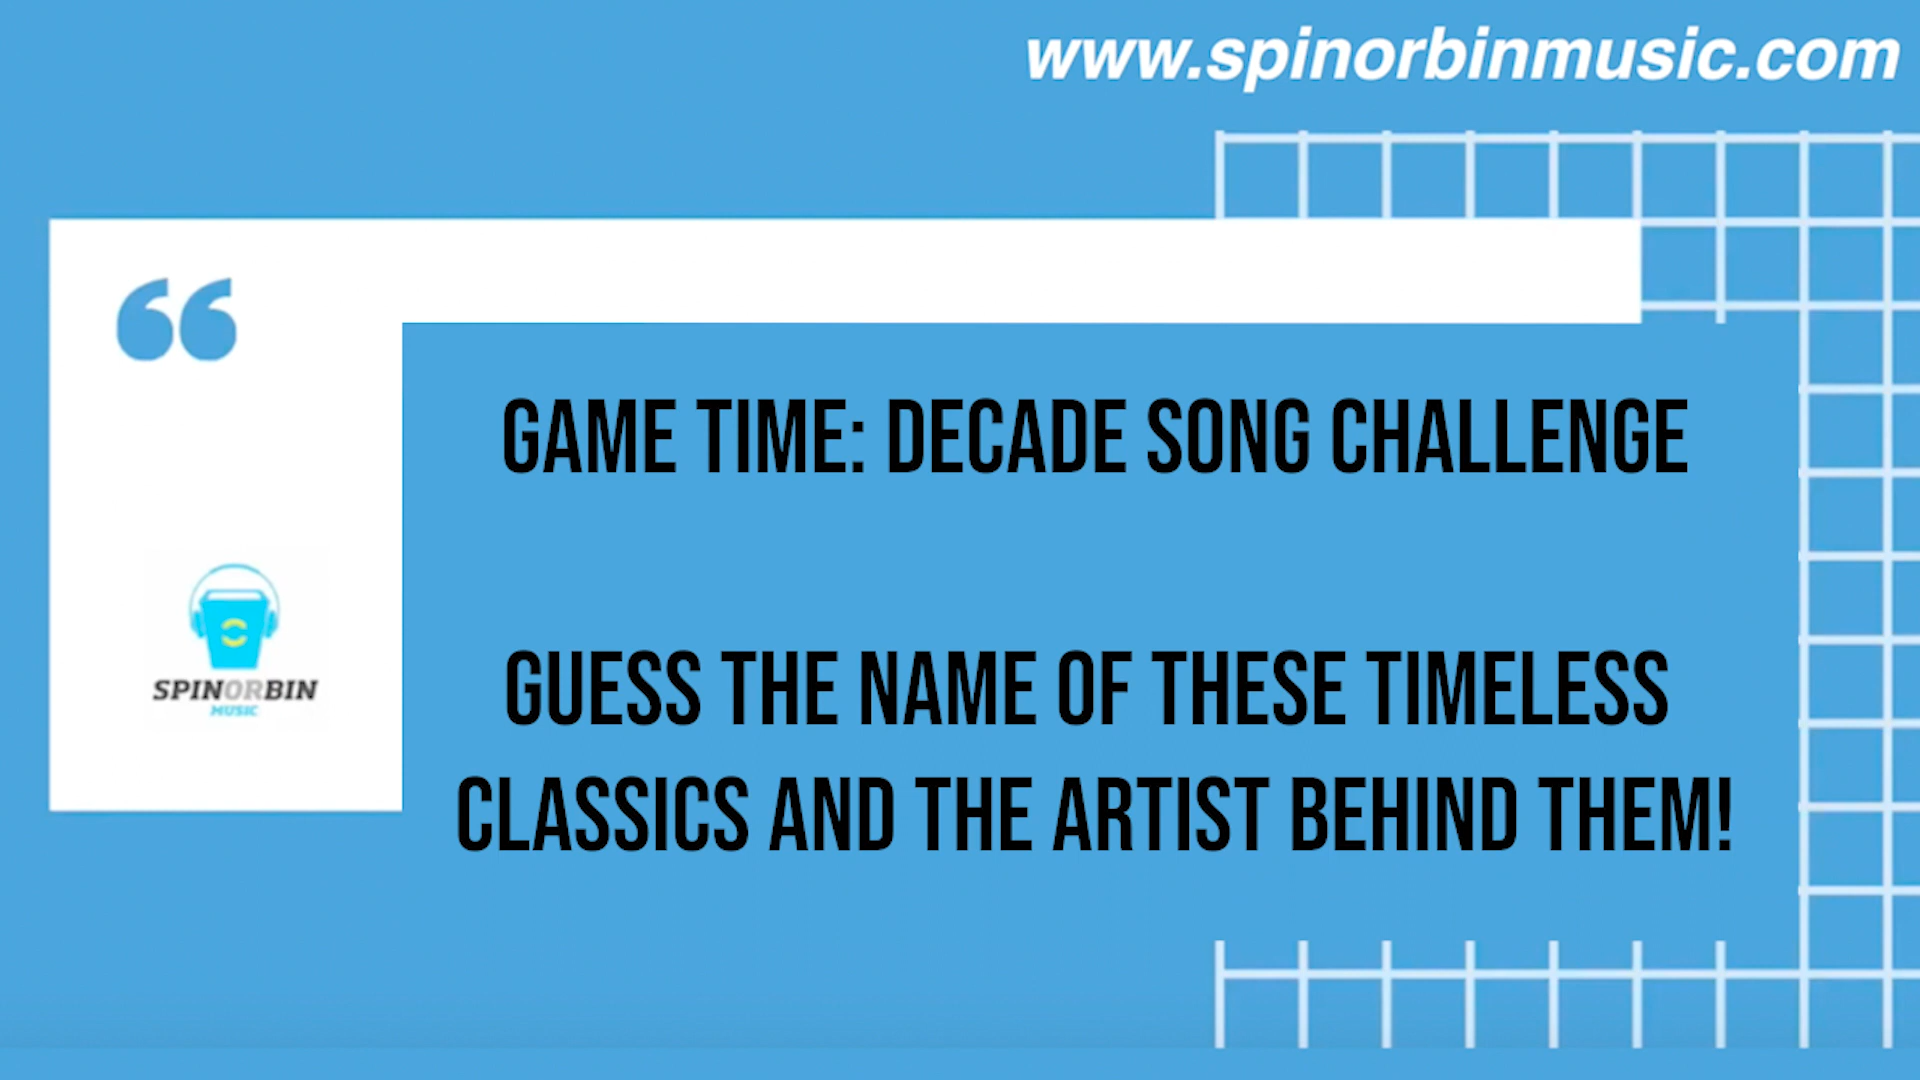 www.spinorbinmusic.com
“
GAME TIME: DECADE SONG CHALLENGE
SPINORBIN
MUSIC
GUESS THE NAME OF THESE TIMELESS
CLASSICS AND THE ARTIST BEHIND THEM!